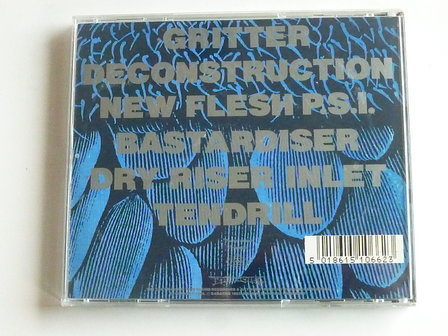 GRITTER
DECONSTRUCTION
NEW FLESH P.S.I.
BASTARDISER
DRY RISER INLET
TENDRILL
5 018615 106623